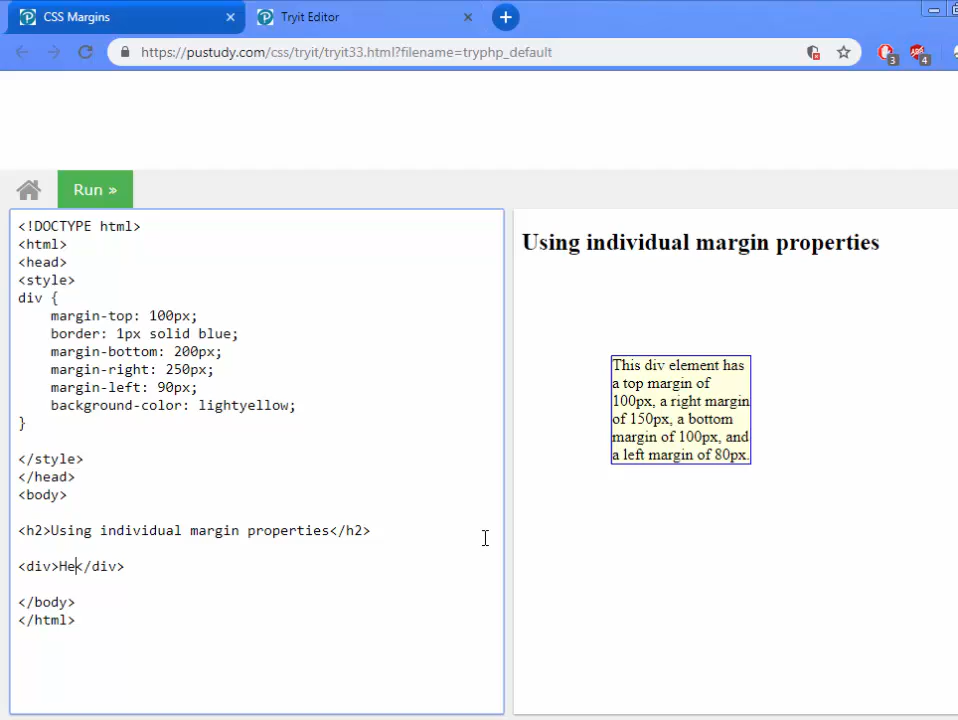 CSS Margins
Tryit Editor
https://pustudy.com/css/tryit/tryit33.html?filename=tryphp_default
3
4
Run »
<!DOCTYPE html>
<html>
<head>
<style>
div {
    margin-top: 100px;
    border: 1px solid blue;
    margin-bottom: 200px;
    margin-right: 250px;
    margin-left: 90px;
    background-color: lightyellow;
}
</style>
</head>
<body>
<h2>Using individual margin properties</h2>
<div>He</div>
</body>
</html>
Using individual margin properties
This div element has
a top margin of
100px, a right margin
of 150px, a bottom
margin of 100px, and
a left margin of 80px.